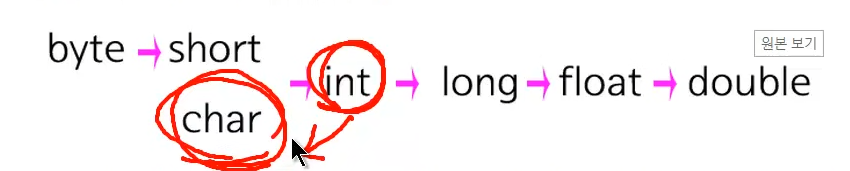 byte → short
원본 보기
→ int → long → float → double
char